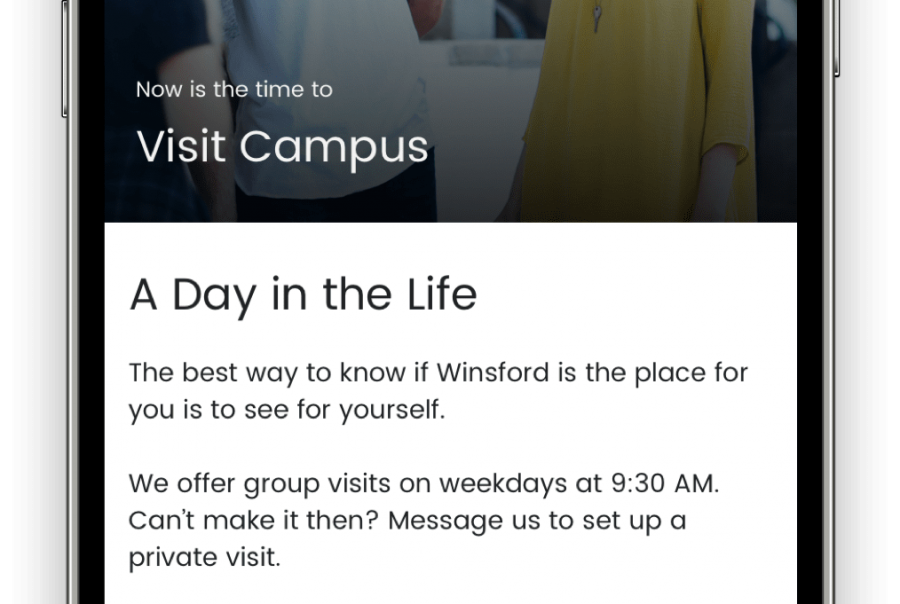 Now is the time to
Visit Campus
A Day in the Life
The best way to know if Winsford is the place for
you is to see for yourself.
We offer group visits on weekdays at 9:30 AM.
Can't make it then? Message us to set up a
private visit.